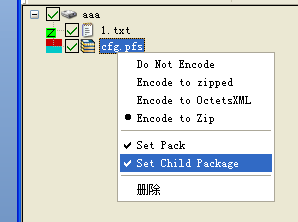 aaa
1.txt
cfg.pfs
Do Not Encode
Encode to zipped
Encode to OctetsXML
Encode to Zip
Set Pack
Set Child Package
删除